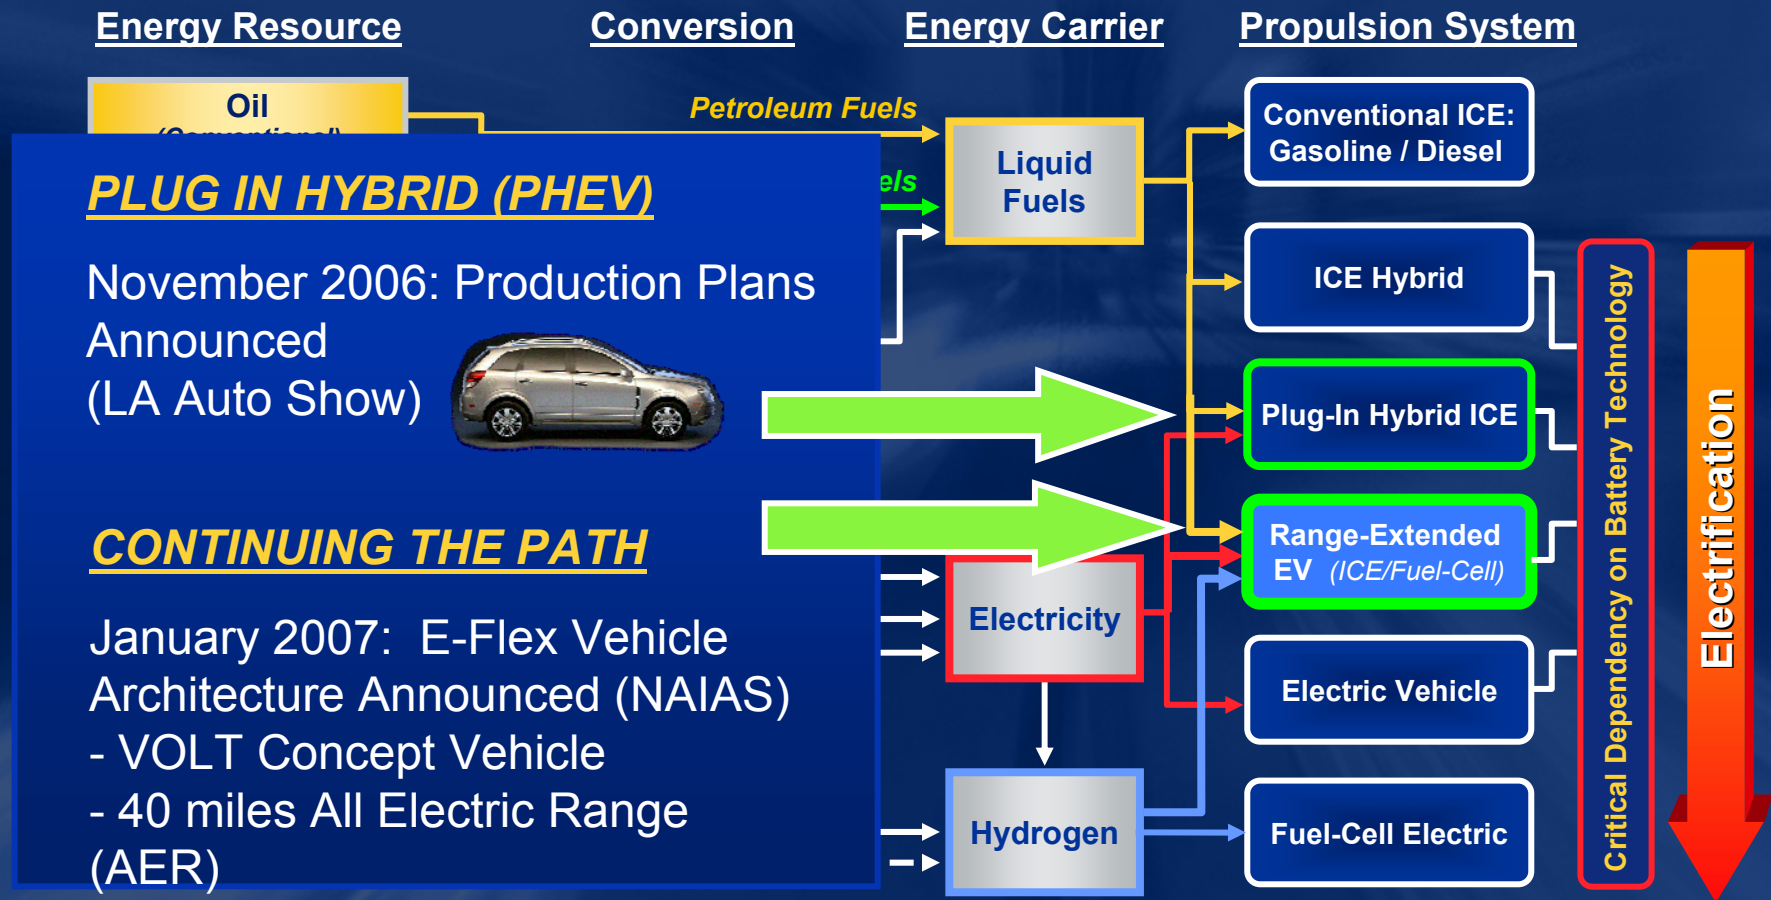 Energy Resource
Conversion
Energy Carrier
Propulsion System
Oil
(Conventional)
Petroleum Fuels
els
PLUG IN HYBRID (PHEV)
November 2006: Production Plans
Announced
(LA Auto Show)
CONTINUING THE PATH
January 2007:  E-Flex Vehicle
Architecture Announced (NAIAS)
- VOLT Concept Vehicle
- 40 miles All Electric Range
(AER)
Liquid
Fuels
Electricity
Hydrogen
Conventional ICE:
Gasoline / Diesel
ICE Hybrid
Plug-In Hybrid ICE
Range-Extended
EV (ICE/Fuel-Cell)
Electric Vehicle
Fuel-Cell Electric
Critical Dependency on Battery Technology
Electrification